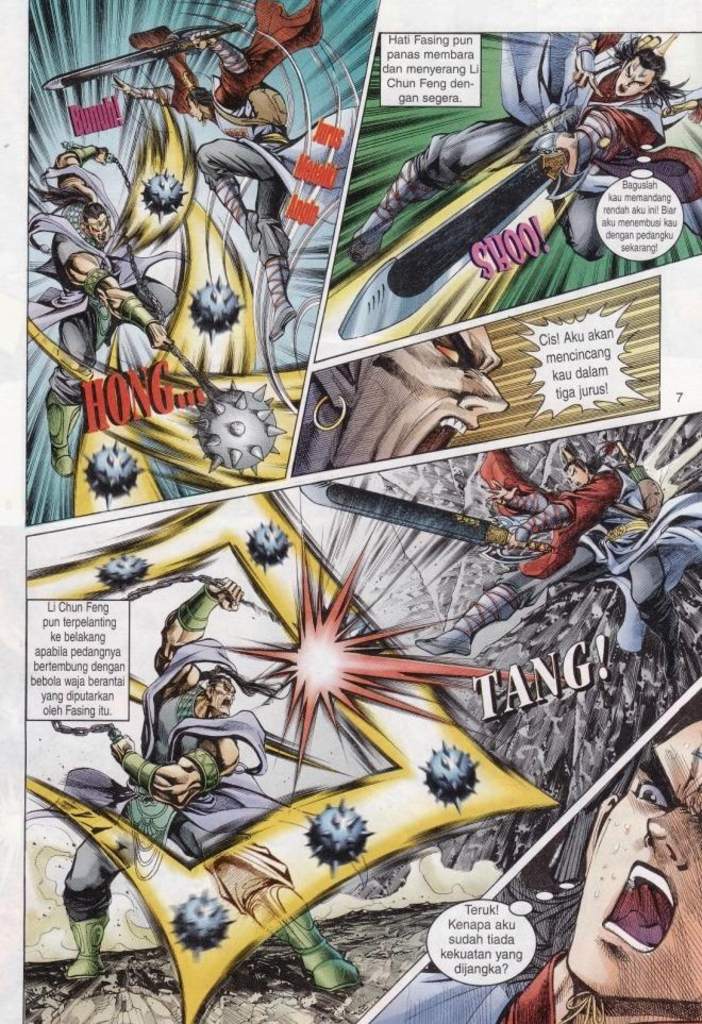 Bumuh!
Jurus
Matahi
Angin
HONG...
Hati Fasing pun
panas membara
dan menyerang Li
Chun Feng den-
gan segera.
Baguslah
kau memandang
rendah aku ini! Biar
aku menembusi kau
dengan pedangku
sekarang!
SHOO!
Cis! Aku akan
mencincang
kau dalam
tiga jurus!
7
Li Chun Feng
pun terpelanting
ke belakang
apabila pedangnya
bertembung dengan
bebola waja berantai
yang diputarkan
oleh Fasing itu.
TANG!
Teruk!
Kenapa aku
sudah tiada
kekuatan yang
dijangka?